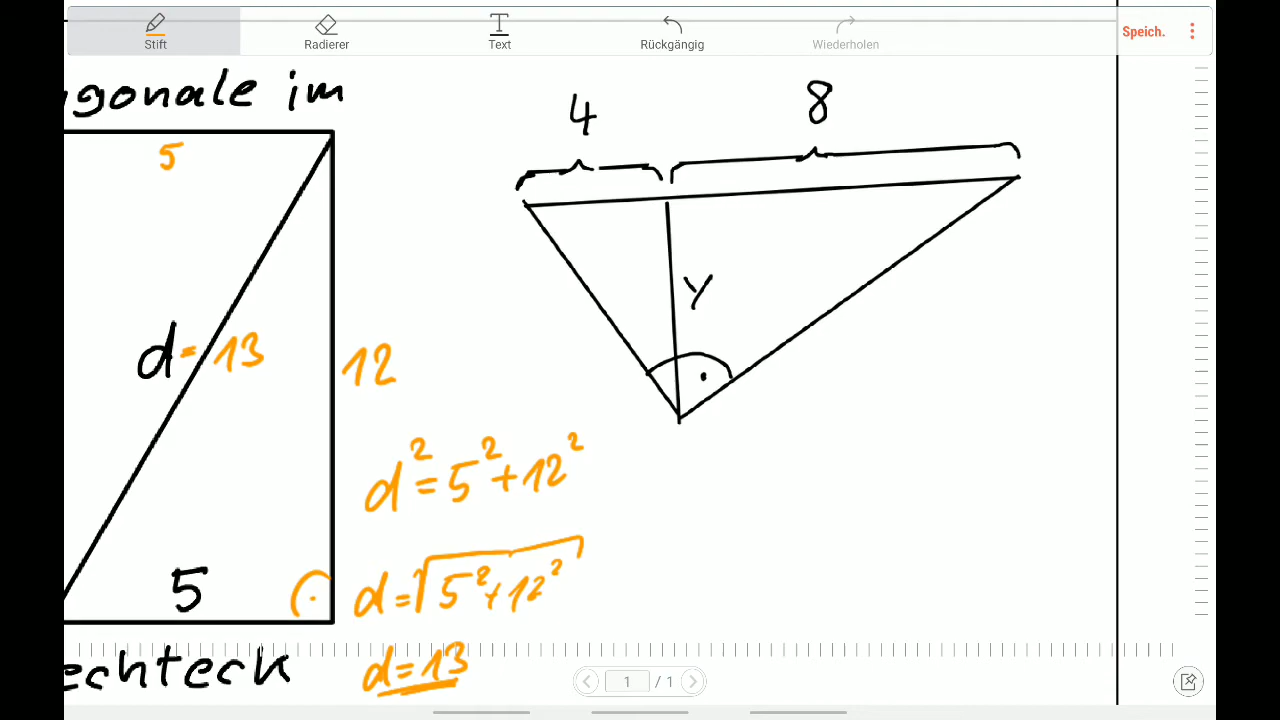 Stift Radierer Text Rückgängig Wiederholen Speich.
gonale im
5
d = 13
12
5
d² = 5² + 12²
d = √5² + 12²
d = 13
echteck
4 8
y
1 / 1